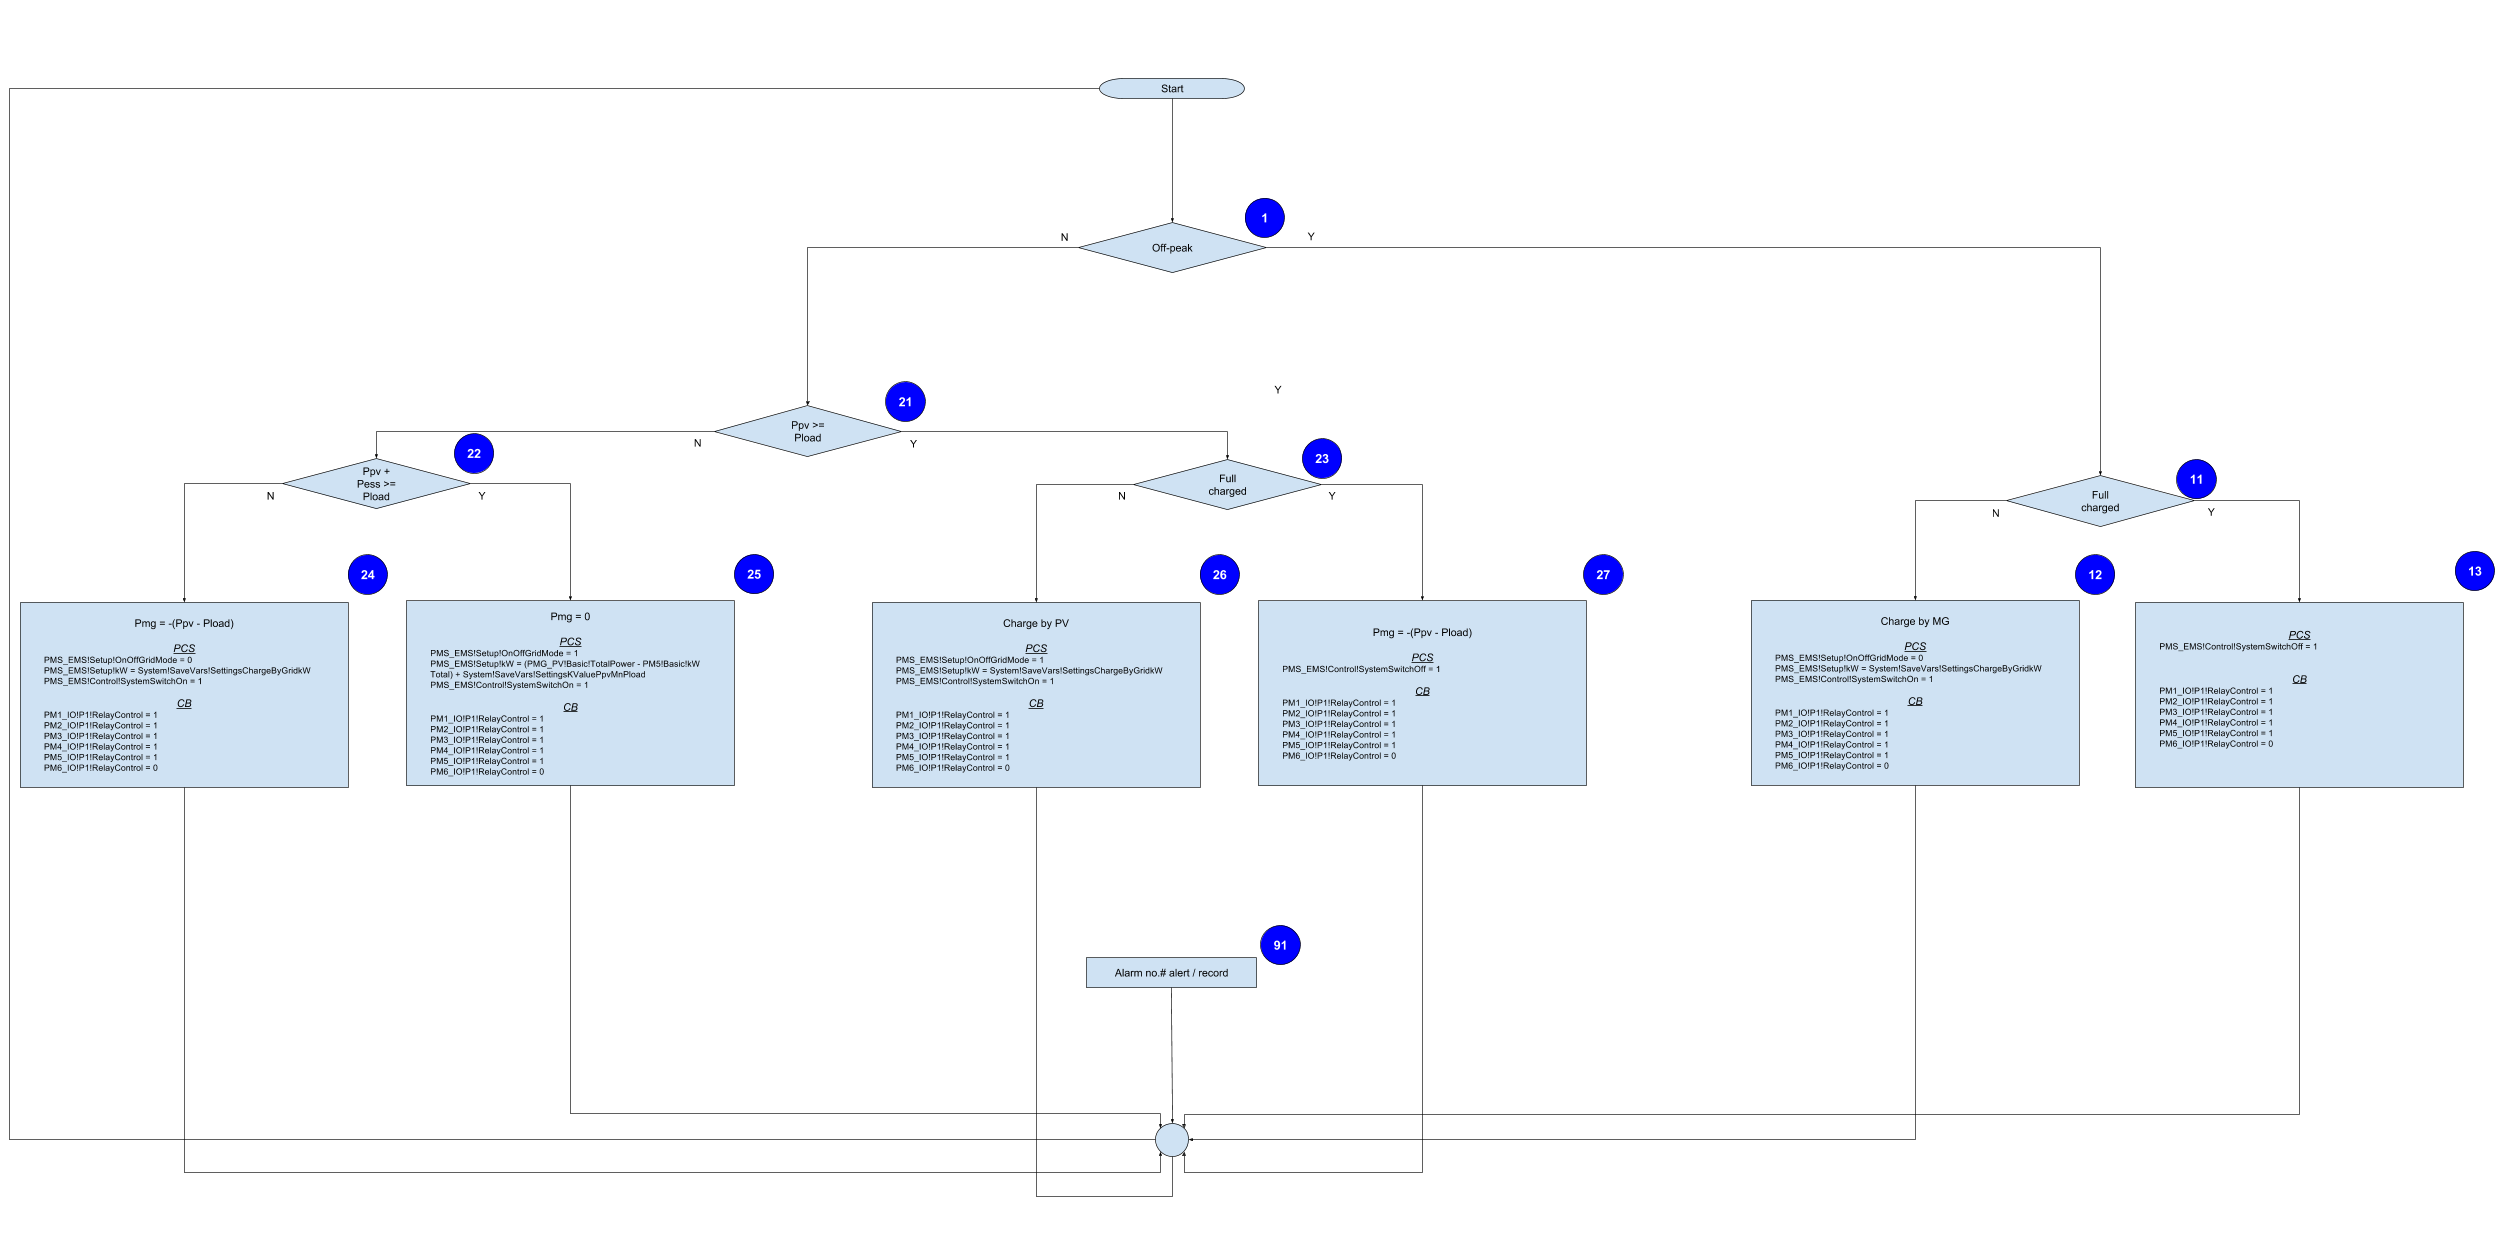 Start
1
N
Y
Off-peak
21
Y
Ppv >=
Pload
N
Y
22
Ppv +
Pess >=
Pload
N
Y
23
Full
charged
N
Y
11
Full
charged
N
Y
24
Pmg = -(Ppv - Pload)
PCS
PMS_EMS!Setup!OnOffGridMode = 0
PMS_EMS!Setup!kW = System!SaveVars!SettingsChargeByGridkW
PMS_EMS!Control!SystemSwitchOn = 1
CB
PM1_IO!P1!RelayControl = 1
PM2_IO!P1!RelayControl = 1
PM3_IO!P1!RelayControl = 1
PM4_IO!P1!RelayControl = 1
PM5_IO!P1!RelayControl = 1
PM6_IO!P1!RelayControl = 0
25
Pmg = 0
PCS
PMS_EMS!Setup!OnOffGridMode = 1
PMS_EMS!Setup!kW = (PMG_PV!Basic!TotalPower - PM5!Basic!kW
Total) + System!SaveVars!SettingsKValuePpvMnPload
PMS_EMS!Control!SystemSwitchOn = 1
CB
PM1_IO!P1!RelayControl = 1
PM2_IO!P1!RelayControl = 1
PM3_IO!P1!RelayControl = 1
PM4_IO!P1!RelayControl = 1
PM5_IO!P1!RelayControl = 1
PM6_IO!P1!RelayControl = 0
26
Charge by PV
PCS
PMS_EMS!Setup!OnOffGridMode = 1
PMS_EMS!Setup!kW = System!SaveVars!SettingsChargeByGridkW
PMS_EMS!Control!SystemSwitchOn = 1
CB
PM1_IO!P1!RelayControl = 1
PM2_IO!P1!RelayControl = 1
PM3_IO!P1!RelayControl = 1
PM4_IO!P1!RelayControl = 1
PM5_IO!P1!RelayControl = 1
PM6_IO!P1!RelayControl = 0
27
Pmg = -(Ppv - Pload)
PCS
PMS_EMS!Control!SystemSwitchOff = 1
CB
PM1_IO!P1!RelayControl = 1
PM2_IO!P1!RelayControl = 1
PM3_IO!P1!RelayControl = 1
PM4_IO!P1!RelayControl = 1
PM5_IO!P1!RelayControl = 1
PM6_IO!P1!RelayControl = 0
12
Charge by MG
PCS
PMS_EMS!Setup!OnOffGridMode = 0
PMS_EMS!Setup!kW = System!SaveVars!SettingsChargeByGridkW
PMS_EMS!Control!SystemSwitchOn = 1
CB
PM1_IO!P1!RelayControl = 1
PM2_IO!P1!RelayControl = 1
PM3_IO!P1!RelayControl = 1
PM4_IO!P1!RelayControl = 1
PM5_IO!P1!RelayControl = 1
PM6_IO!P1!RelayControl = 0
13
PCS
PMS_EMS!Control!SystemSwitchOff = 1
CB
PM1_IO!P1!RelayControl = 1
PM2_IO!P1!RelayControl = 1
PM3_IO!P1!RelayControl = 1
PM4_IO!P1!RelayControl = 1
PM5_IO!P1!RelayControl = 1
PM6_IO!P1!RelayControl = 0
91
Alarm no.# alert / record